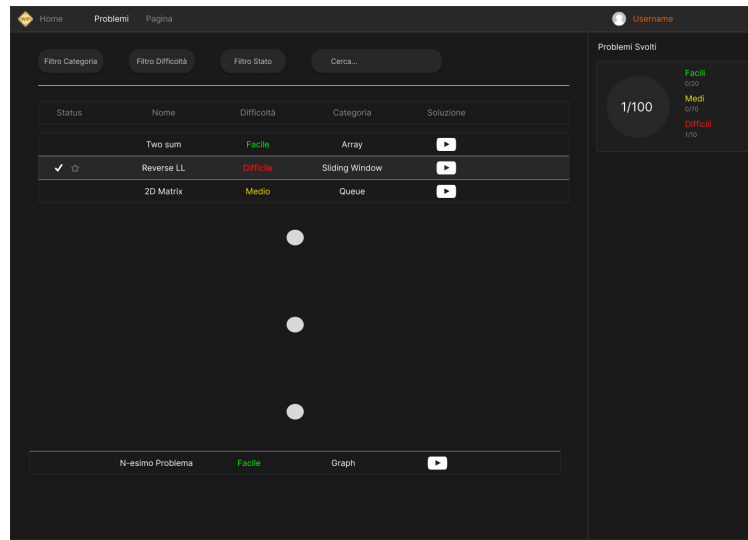 WIP Home Problemi Pagina Username
Filtro Categoria Filtro Difficoltà Filtro Stato Cerca...
Status Nome Difficoltà Categoria Soluzione
Two sum Facile Array
Reverse LL Difficile Sliding Window
2D Matrix Medio Queue
N-esimo Problema Facile Graph
Problemi Svolti
1/100
Facili
0/20
Medi
0/70
Difficili
1/10